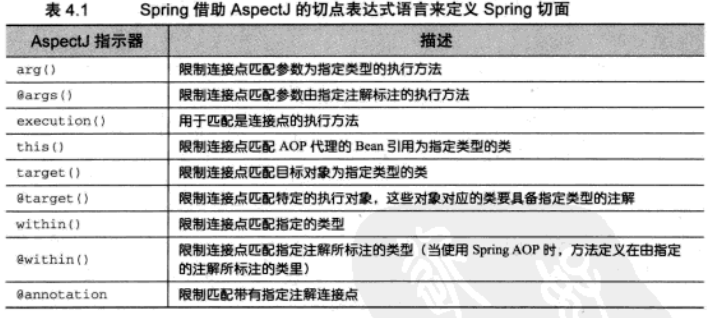 表 4.1 Spring 借助 AspectJ 的切点表达式语言来定义 Spring 切面
AspectJ 指示器 描述
arg() 限制连接点匹配参数为指定类型的执行方法
@args() 限制连接点匹配参数由指定注解标注的执行方法
execution() 用于匹配是连接点的执行方法
this() 限制连接点匹配 AOP 代理的 Bean 引用为指定类型的类
target() 限制连接点匹配目标对象为指定类型的类
@target() 限制连接点匹配特定的执行对象，这些对象对应的类要具备指定类型的注解
within() 限制连接点匹配指定的类型
@within() 限制连接点匹配指定注解所标注的类型（当使用 Spring AOP 时，方法定义在由指定
的注解所标注的类里）
@annotation 限制匹配带有指定注解连接点